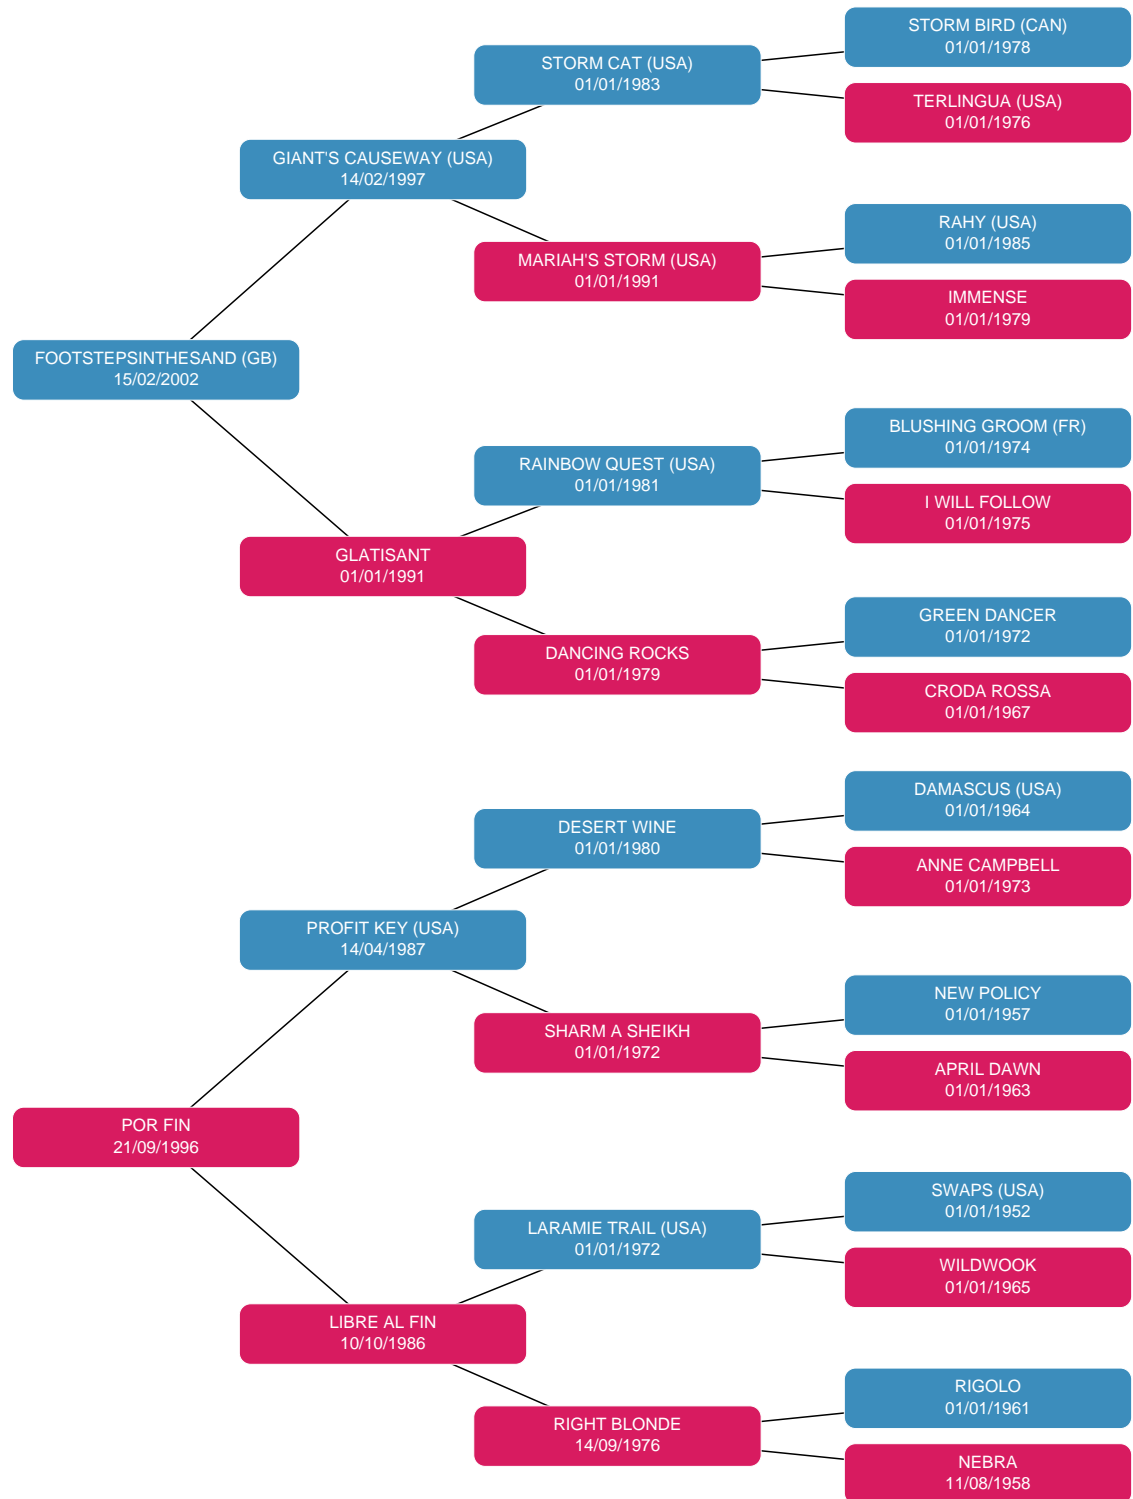 STORM BIRD (CAN)
01/01/1978
STORM CAT (USA)
01/01/1983
TERLINGUA (USA)
01/01/1976
GIANT'S CAUSEWAY (USA)
14/02/1997
RAHY (USA)
01/01/1985
MARIAH'S STORM (USA)
01/01/1991
IMMENSE
01/01/1979
FOOTSTEPSINTHESAND (GB)
15/02/2002
BLUSHING GROOM (FR)
01/01/1974
RAINBOW QUEST (USA)
01/01/1981
I WILL FOLLOW
01/01/1975
GLATISANT
01/01/1991
GREEN DANCER
01/01/1972
DANCING ROCKS
01/01/1979
CRODA ROSSA
01/01/1967
DAMASCUS (USA)
01/01/1964
DESERT WINE
01/01/1980
ANNE CAMPBELL
01/01/1973
PROFIT KEY (USA)
14/04/1987
NEW POLICY
01/01/1957
SHARM A SHEIKH
01/01/1972
APRIL DAWN
01/01/1963
POR FIN
21/09/1996
SWAPS (USA)
01/01/1952
LARAMIE TRAIL (USA)
01/01/1972
WILDWOOK
01/01/1965
LIBRE AL FIN
10/10/1986
RIGOLO
01/01/1961
RIGHT BLONDE
14/09/1976
NEBRA
11/08/1958